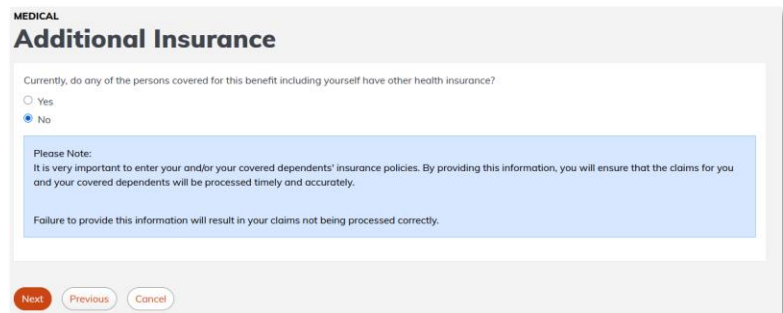 MEDICAL
Additional Insurance
Currently, do any of the persons covered for this benefit including yourself have other health insurance?
Yes
No
Please Note:
It is very important to enter your and/or your covered dependents' insurance policies. By providing this information, you will ensure that the claims for you
and your covered dependents will be processed timely and accurately.
Failure to provide this information will result in your claims not being processed correctly.
Next Previous Cancel